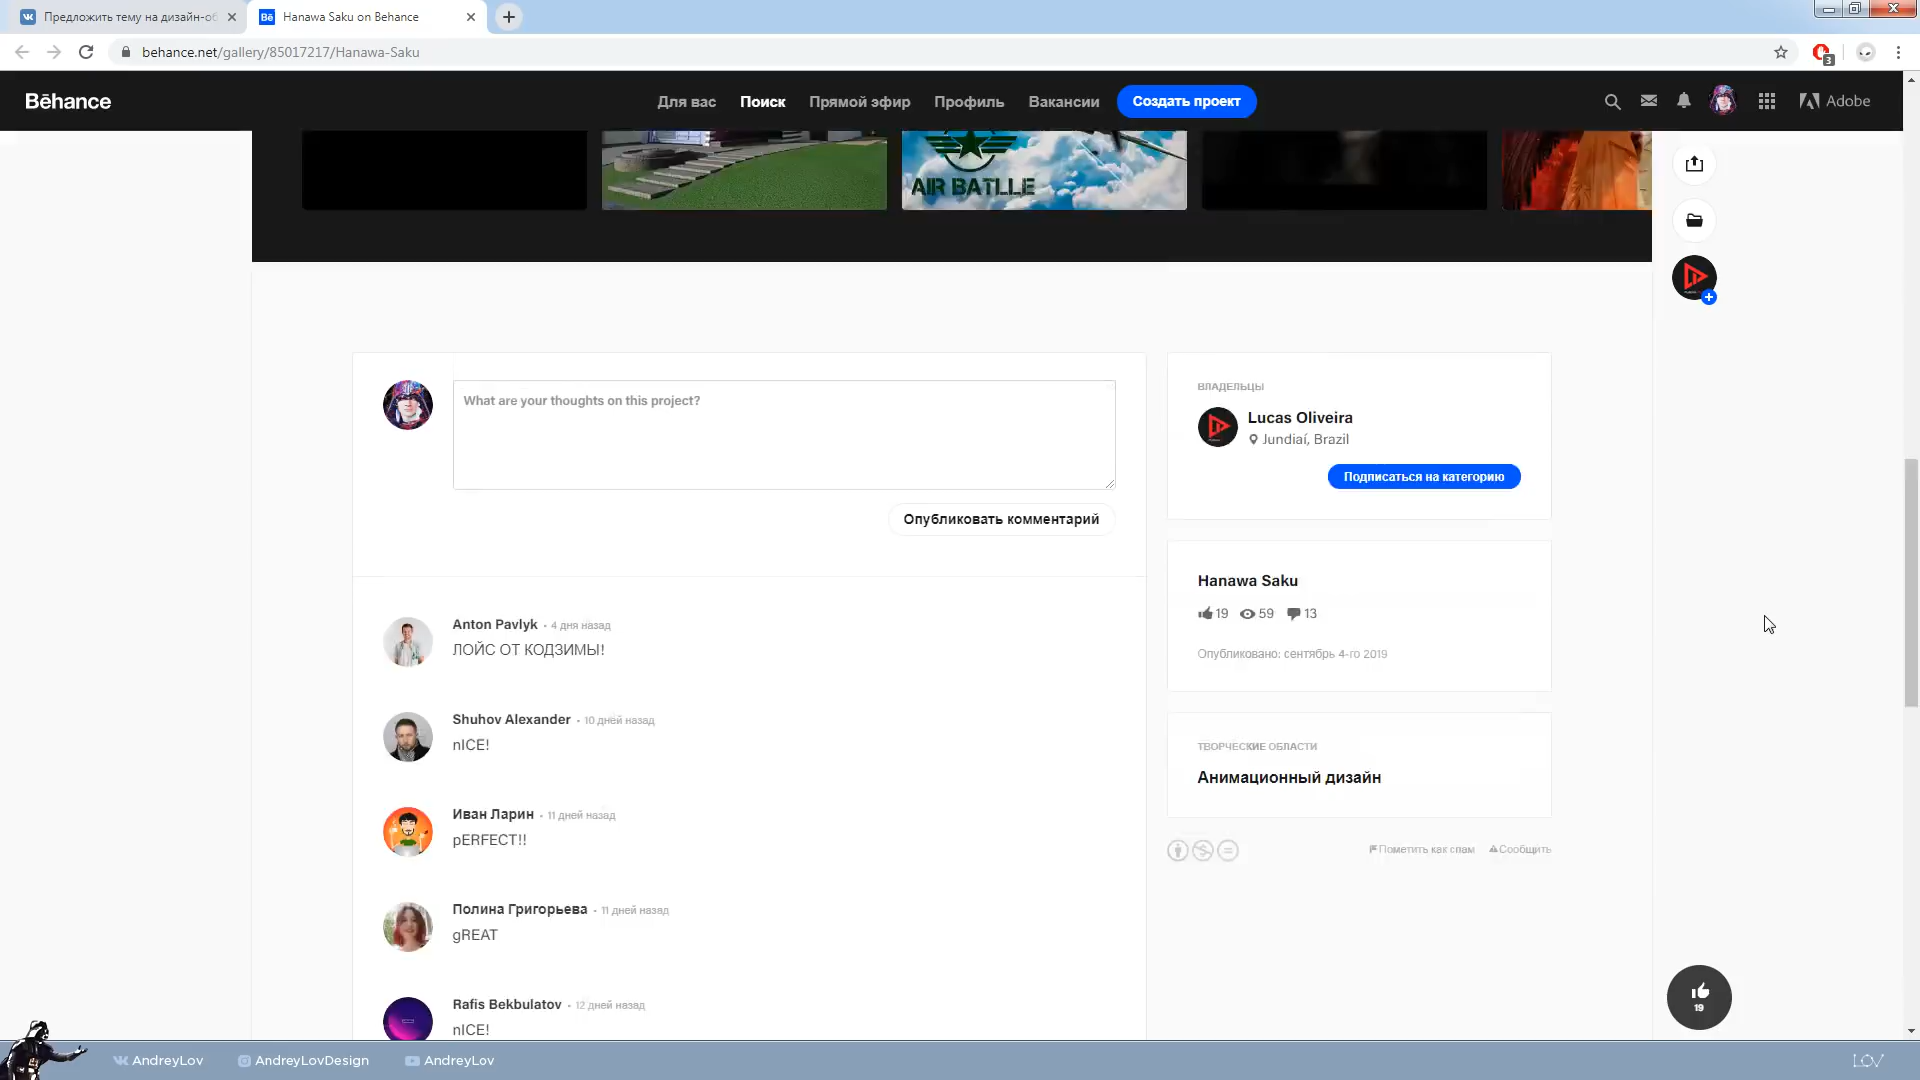 Предложить тему на дизайн-об
Hanawa Saku on Behance
behance.net/gallery/85017217/Hanawa-Saku
3
Bēhance
Для вас
Поиск
Прямой эфир
Профиль
Вакансии
Создать проект
Adobe
AIR BATLLE
What are your thoughts on this project?
Опубликовать комментарий
ВЛАДЕЛЬЦЫ
Lucas Oliveira
Jundiaí, Brazil
Подписаться на категорию
Hanawa Saku
19 59 13
Опубликовано: сентябрь 4-го 2019
ТВОРЧЕСКИЕ ОБЛАСТИ
Анимационный дизайн
Пометить как спам
Сообщить
Anton Pavlyk • 4 дня назад
ЛОЙС ОТ КОДЗИМЫ!
Shuhov Alexander • 10 дней назад
nICE!
Иван Ларин • 11 дней назад
pERFECT!!
Полина Григорьева • 11 дней назад
gREAT
Rafis Bekbulatov • 12 дней назад
nICE!
19
AndreyLov
AndreyLovDesign
AndreyLov
LOV